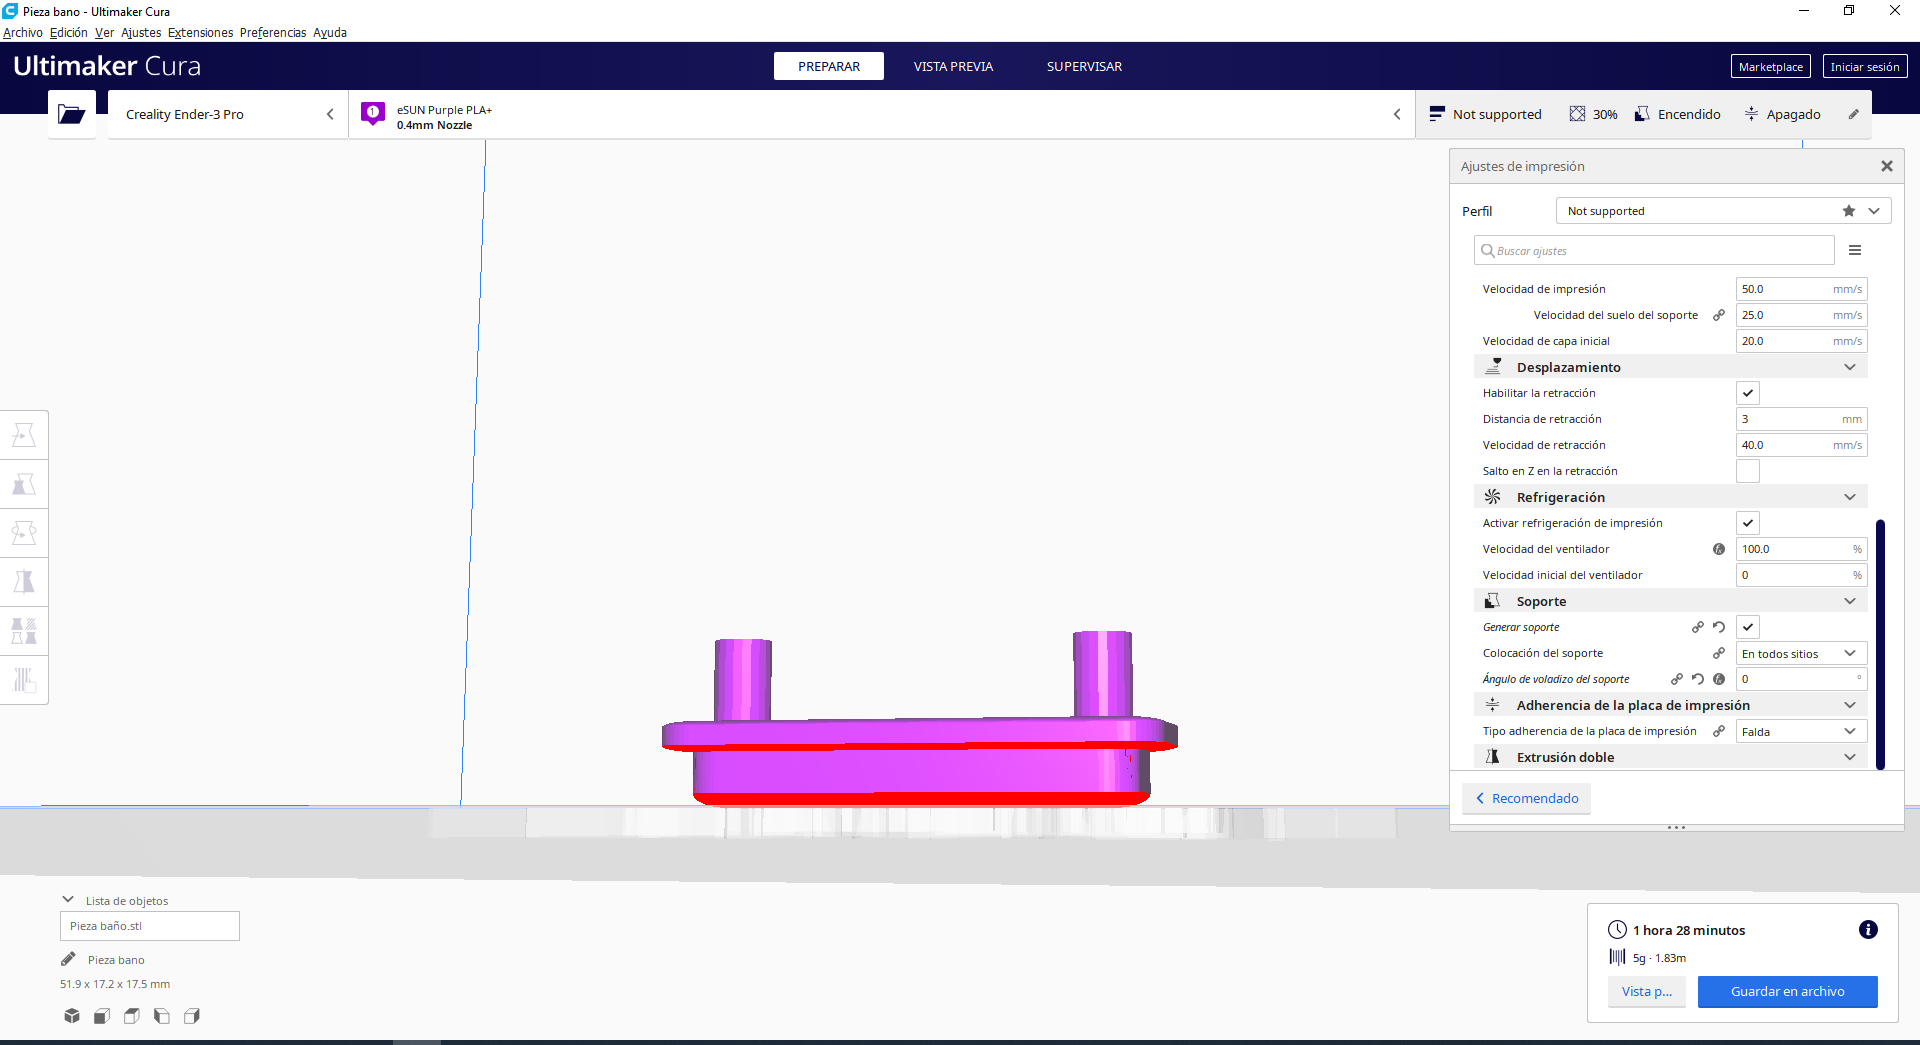 Pieza bano - Ultimaker Cura
Archivo Edición Ver Ajustes Extensiones Preferencias Ayuda
Ultimaker Cura
PREPARAR
VISTA PREVIA
SUPERVISAR
Marketplace
Iniciar sesión
Creality Ender-3 Pro
1
eSUN Purple PLA+
0.4mm Nozzle
Not supported
30%
Encendido
Apagado
Ajustes de impresión
Perfil
Not supported
Buscar ajustes
Velocidad de impresión 50.0 mm/s
Velocidad del suelo del soporte 25.0 mm/s
Velocidad de capa inicial 20.0 mm/s
Desplazamiento
Habilitar la retracción
Distancia de retracción 3 mm
Velocidad de retracción 40.0 mm/s
Salto en Z en la retracción
Refrigeración
Activar refrigeración de impresión
Velocidad del ventilador 100.0 %
Velocidad inicial del ventilador 0 %
Soporte
Generar soporte
Colocación del soporte En todos sitios
Ángulo de voladizo del soporte 0 °
Adherencia de la placa de impresión
Tipo adherencia de la placa de impresión Falda
Extrusión doble
Recomendado
Lista de objetos
Pieza baño.stl
Pieza bano
51.9 x 17.2 x 17.5 mm
1 hora 28 minutos
5g · 1.83m
Vista p...
Guardar en archivo